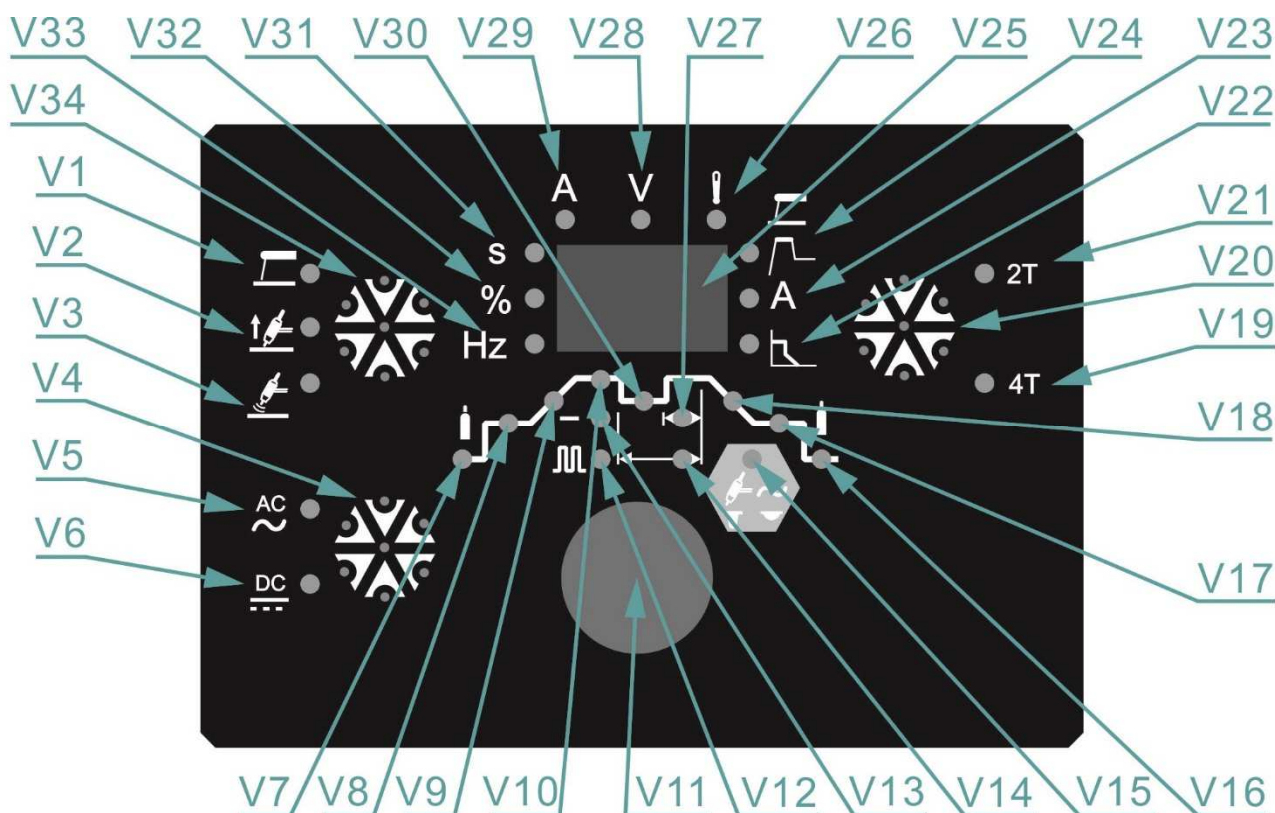 V33 V32 V31 V30 V29 V28 V27 V26 V25 V24 V23
V34 V22
V1 A V !
V2 s 2T V21
V3 % A V20
V4 Hz 4T V19
V5 AC V18
V6 DC V17
V7 V8 V9 V10 V11 V12 V13 V14 V15 V16